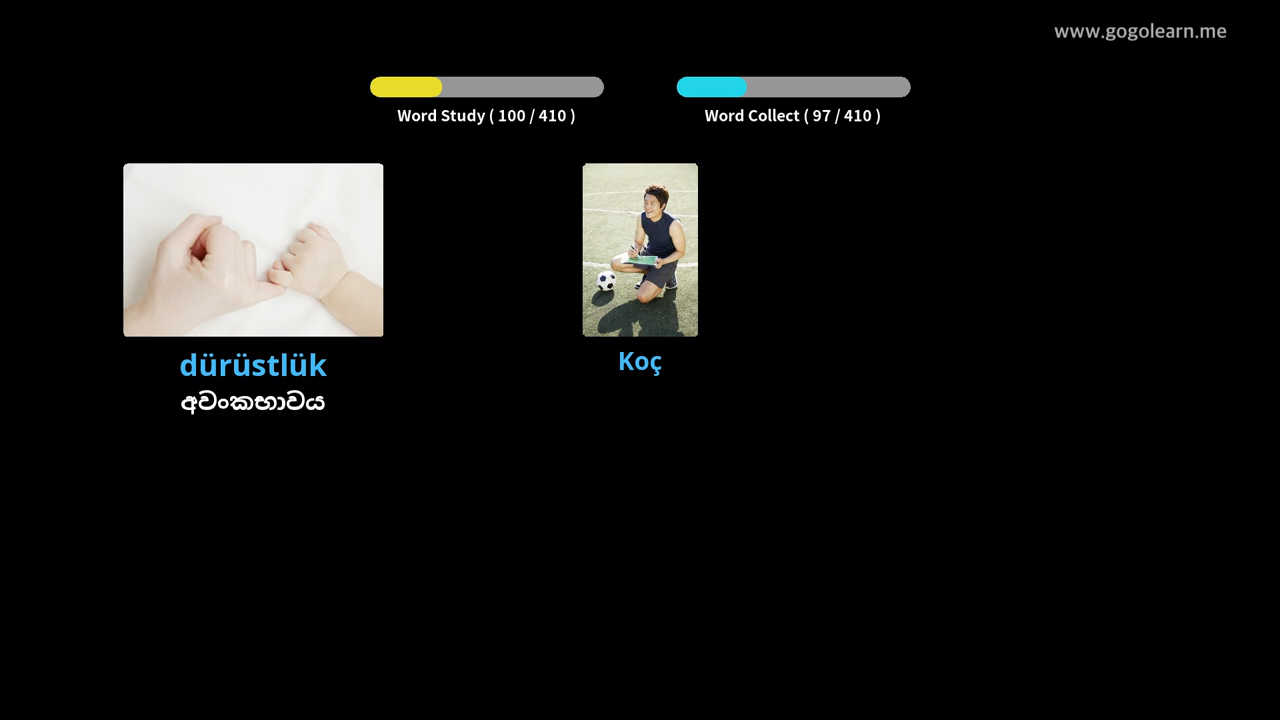 www.gogolearn.me
Word Study ( 100 / 410 )
Word Collect ( 97 / 410 )
dürüstlük
අවංකභාවය
Koç